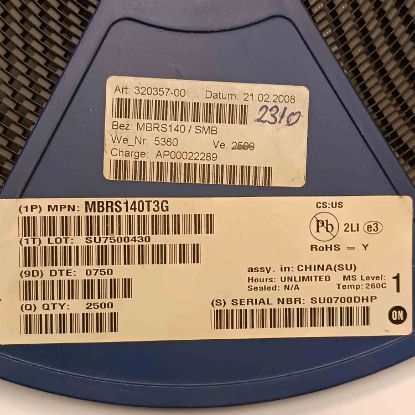 Art: 320357-00 Datum: 21.02.2008
2310
Bez: MBRS140 / SMB
We_Nr. 5360 Ve: 2500
Charge: AP00022289
(1P) MPN: MBRS140T3G
CS:US
Pb 2LI e3
(1T) LOT: SU7500430
RoHS = Y
(9D) DTE: 0750
assy. in: CHINA(SU)
Hours: UNLIMITED MS Level: 1
Sealed: N/A Temp: 260C
(Q) QTY: 2500
(S) SERIAL NBR: SU0700DHP
ON